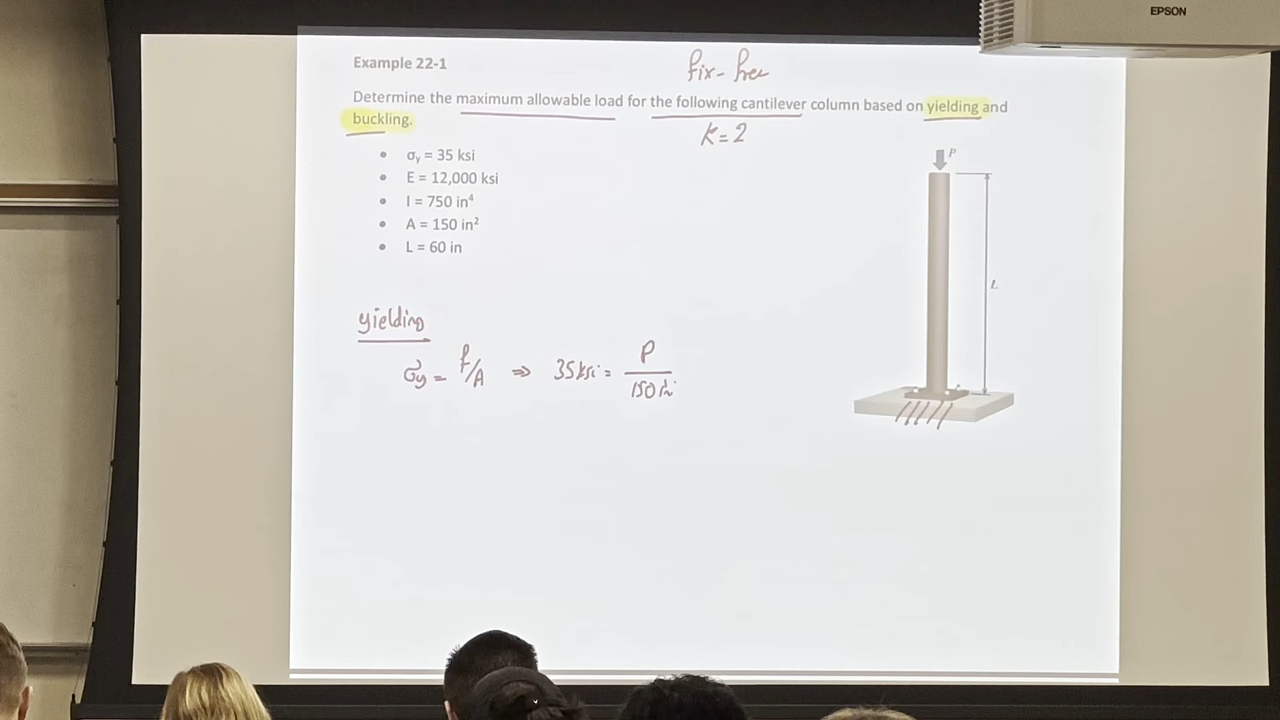 EPSON
Example 22-1
fix-free
Determine the maximum allowable load for the following cantilever column based on yielding and
buckling.
K=2
• σy = 35 ksi
• E = 12,000 ksi
• I = 750 in⁴
• A = 150 in²
• L = 60 in
P
L
yielding
σy = P/A ⇒ 35ksi = P / 150 in